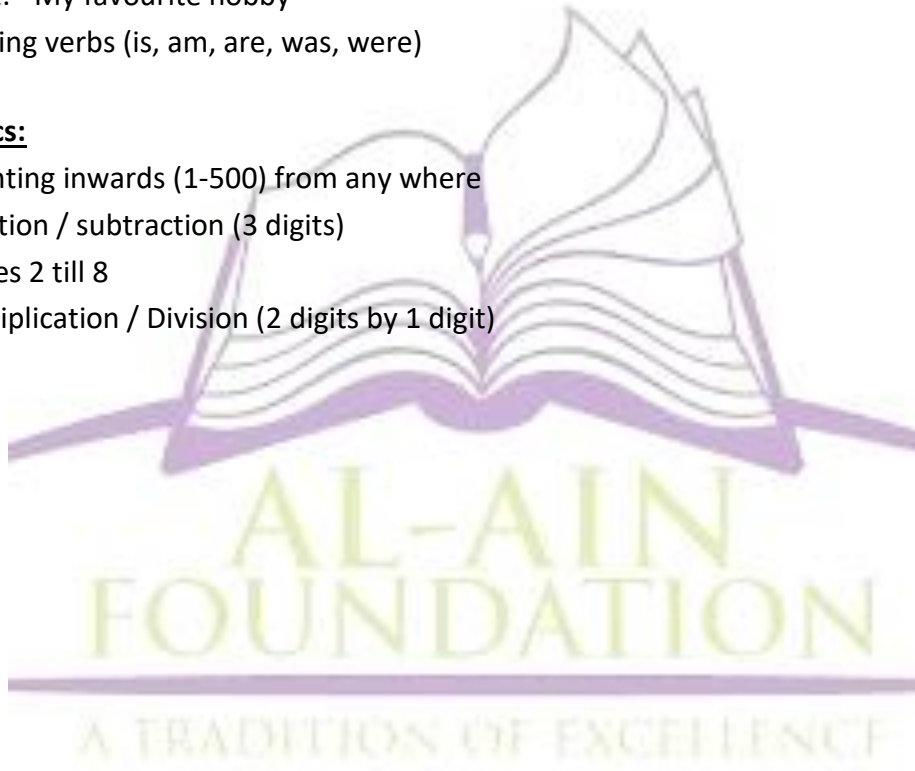 My favourite hobby
ing verbs (is, am, are, was, were)
cs:
nting inwards (1-500) from any where
tion / subtraction (3 digits)
es 2 till 8
iplication / Division (2 digits by 1 digit)
AL-AIN
FOUNDATION
A TRADITION OF EXCELLENCE